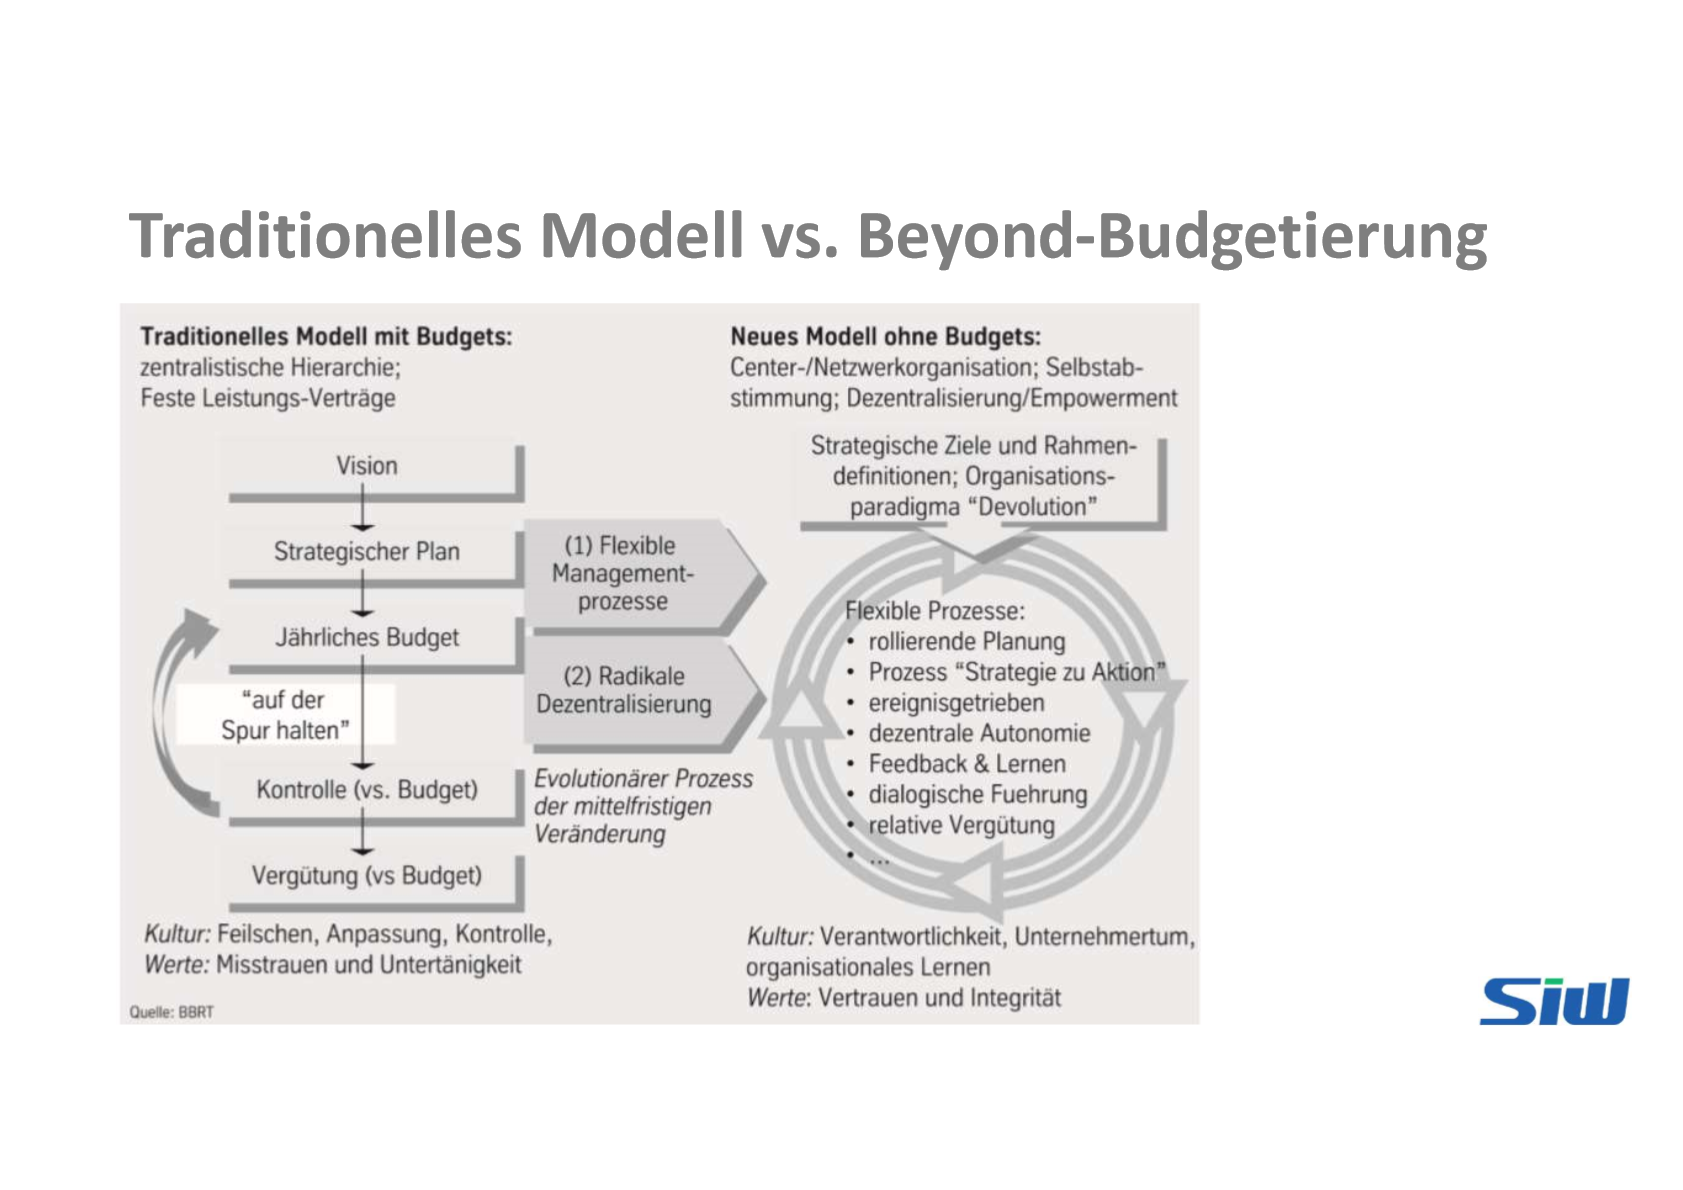 Traditionelles Modell vs. Beyond-Budgetierung
Traditionelles Modell mit Budgets:
zentralistische Hierarchie;
Feste Leistungs-Verträge
Vision
Strategischer Plan
Jährliches Budget
“auf der
Spur halten”
Kontrolle (vs. Budget)
Vergütung (vs Budget)
Kultur: Feilschen, Anpassung, Kontrolle,
Werte: Misstrauen und Untertänigkeit
Quelle: BBRT
(1) Flexible
Management-
prozesse
(2) Radikale
Dezentralisierung
Evolutionärer Prozess
der mittelfristigen
Veränderung
Neues Modell ohne Budgets:
Center-/Netzwerkorganisation; Selbstab-
stimmung; Dezentralisierung/Empowerment
Strategische Ziele und Rahmen-
definitionen; Organisations-
paradigma “Devolution”
Flexible Prozesse:
• rollierende Planung
• Prozess “Strategie zu Aktion”
• ereignisgetrieben
• dezentrale Autonomie
• Feedback & Lernen
• dialogische Fuehrung
• relative Vergütung
• ...
Kultur: Verantwortlichkeit, Unternehmertum,
organisationales Lernen
Werte: Vertrauen und Integrität
Siw